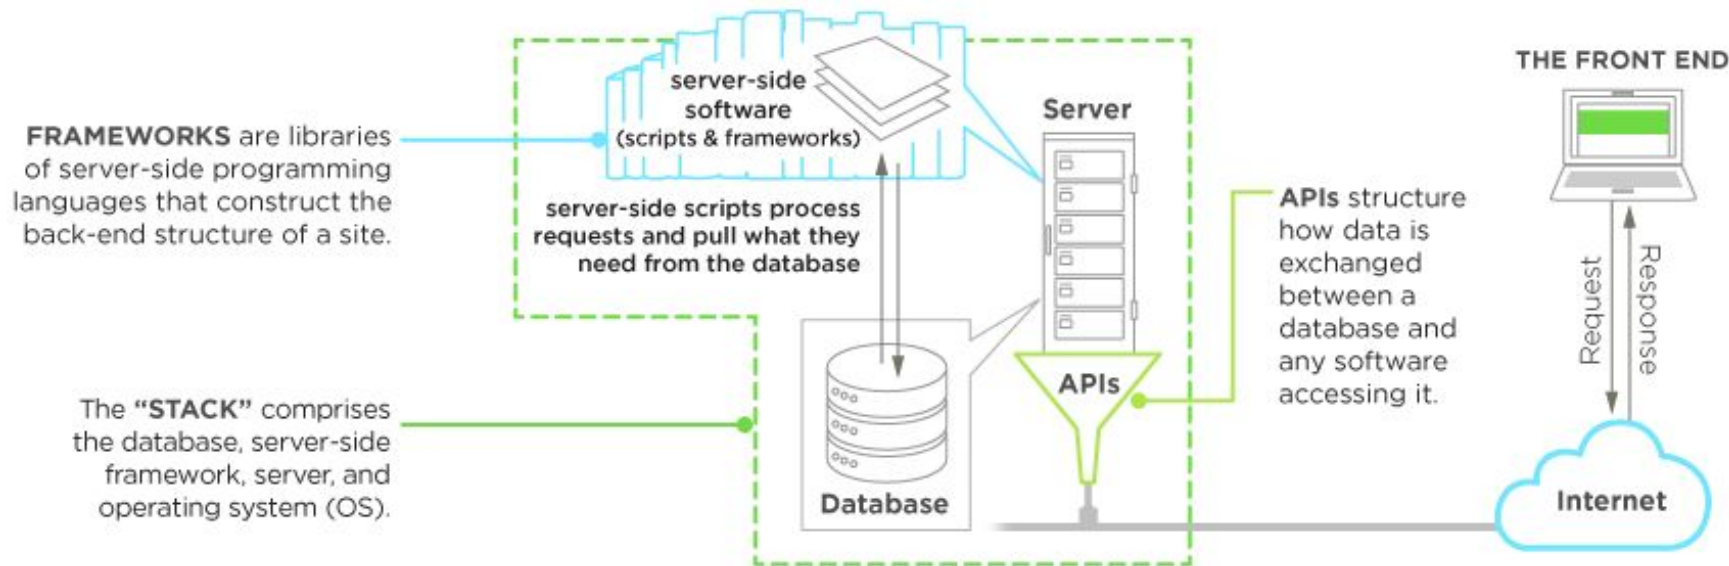 FRAMEWORKS are libraries
of server-side programming
languages that construct the
back-end structure of a site.
The “STACK” comprises
the database, server-side
framework, server, and
operating system (OS).
server-side
software
(scripts & frameworks)
server-side scripts process
requests and pull what they
need from the database
Database
Server
APIs
APIs structure
how data is
exchanged
between a
database and
any software
accessing it.
THE FRONT END
Request
Response
Internet